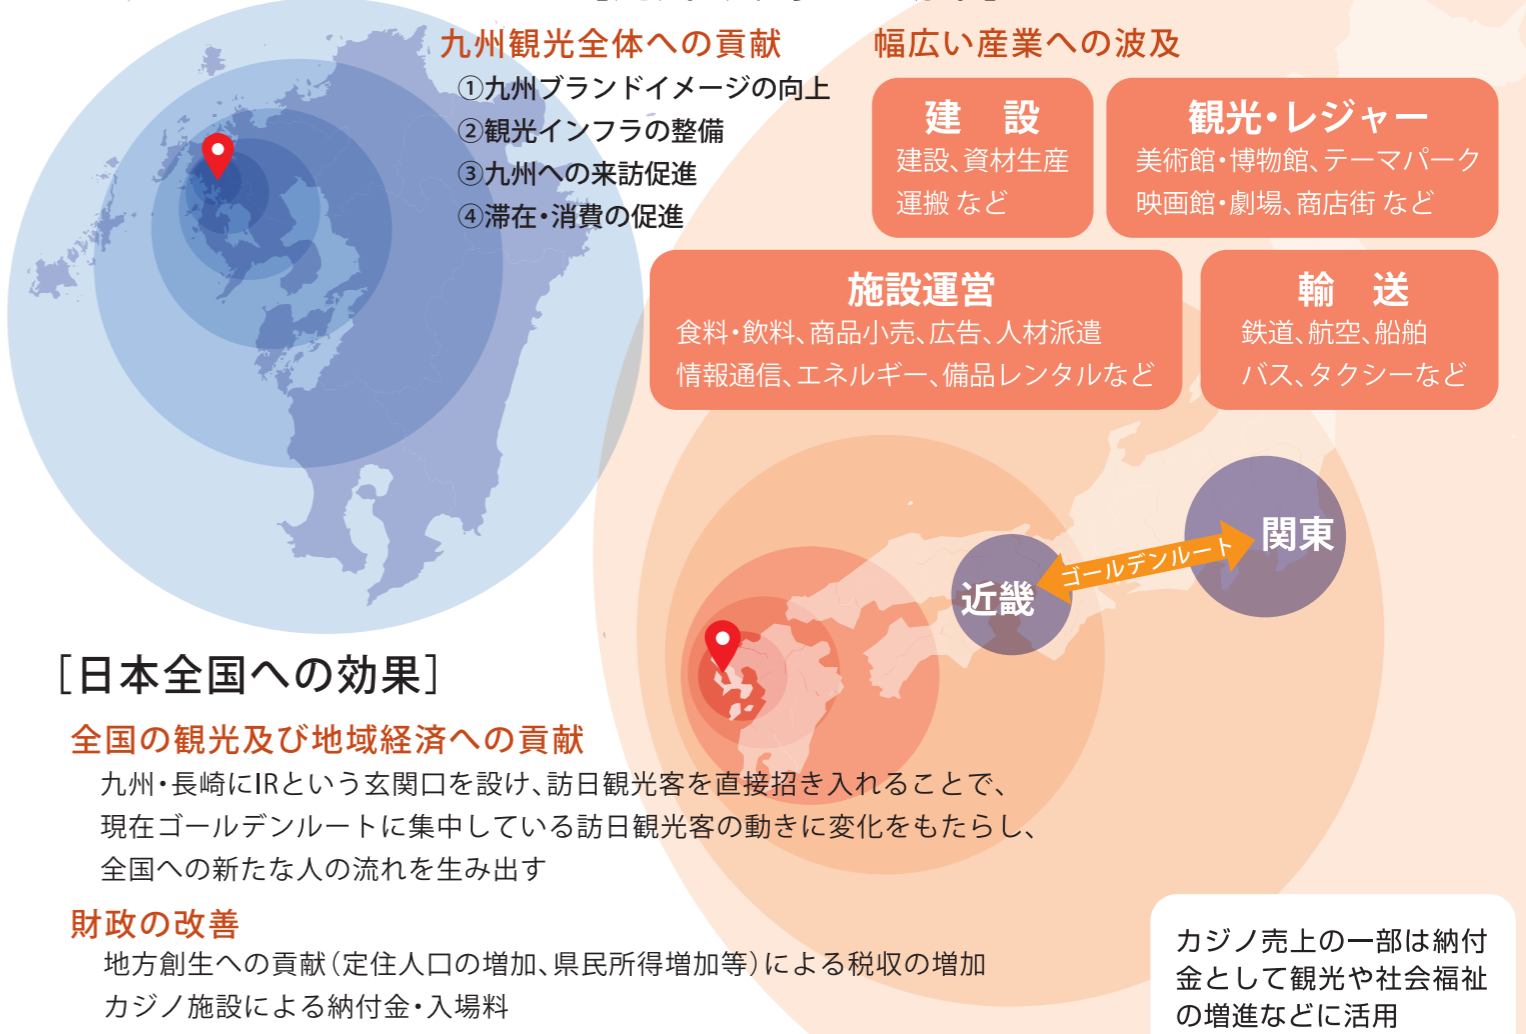 九州観光全体への貢献
①九州ブランドイメージの向上
②観光インフラの整備
③九州への来訪促進
④滞在・消費の促進
幅広い産業への波及
建　設
建設、資材生産
運搬 など
観光・レジャー
美術館・博物館、テーマパーク
映画館・劇場、商店街 など
施設運営
食料・飲料、商品小売、広告、人材派遣
情報通信、エネルギー、備品レンタルなど
輸　送
鉄道、航空、船舶
バス、タクシーなど
関東
ゴールデンルート
近畿
［日本全国への効果］
全国の観光及び地域経済への貢献
九州・長崎にIRという玄関口を設け、訪日観光客を直接招き入れることで、
現在ゴールデンルートに集中している訪日観光客の動きに変化をもたらし、
全国への新たな人の流れを生み出す
財政の改善
地方創生への貢献（定住人口の増加、県民所得増加等）による税収の増加
カジノ施設による納付金・入場料
カジノ売上の一部は納付
金として観光や社会福祉
の増進などに活用